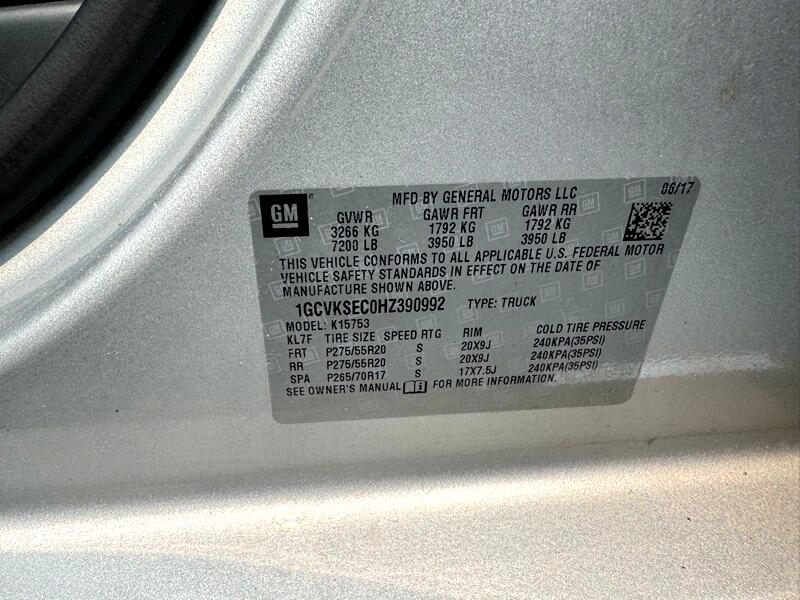 GM
MFD BY GENERAL MOTORS LLC 06/17
GVWR GAWR FRT GAWR RR
3266 KG 1792 KG 1792 KG
7200 LB 3950 LB 3950 LB
THIS VEHICLE CONFORMS TO ALL APPLICABLE U.S. FEDERAL MOTOR
VEHICLE SAFETY STANDARDS IN EFFECT ON THE DATE OF
MANUFACTURE SHOWN ABOVE.
1GCVKSEC0HZ390992 TYPE: TRUCK
MODEL: K15753
KL7F TIRE SIZE SPEED RTG RIM COLD TIRE PRESSURE
FRT P275/55R20 S 20X9J 240KPA(35PSI)
RR P275/55R20 S 20X9J 240KPA(35PSI)
SPA P265/70R17 S 17X7.5J 240KPA(35PSI)
SEE OWNER'S MANUAL FOR MORE INFORMATION.